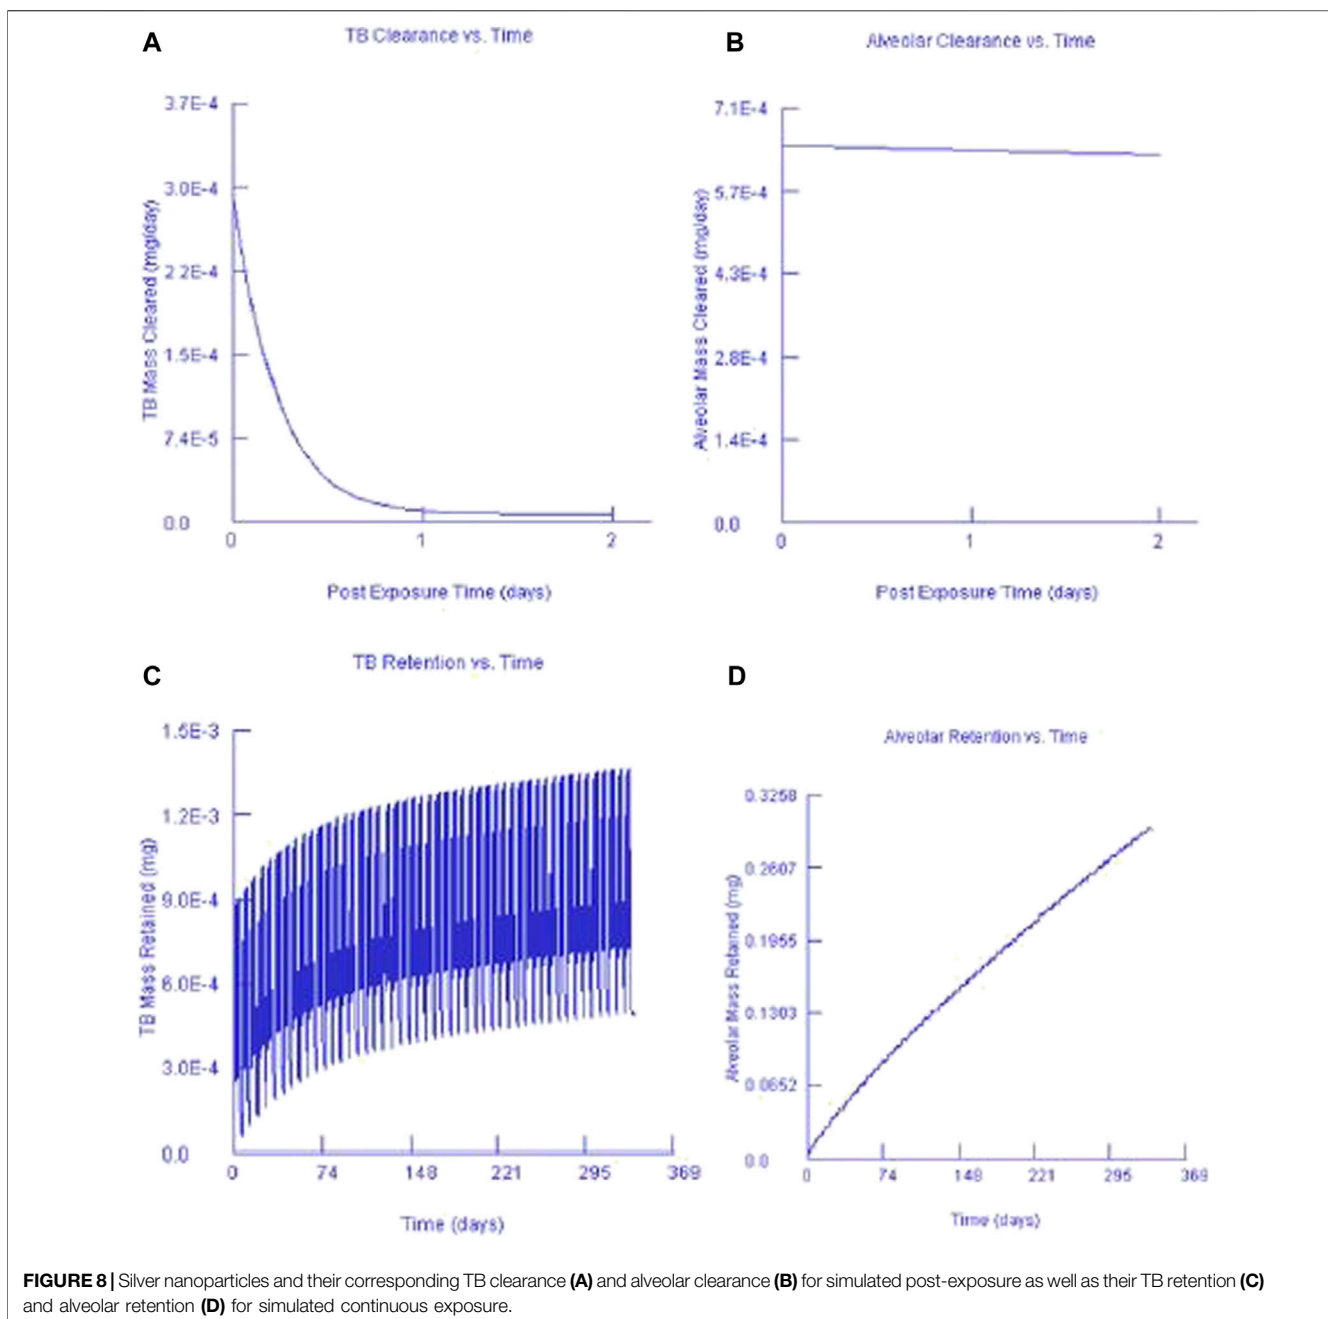 A
TB Clearance vs. Time
3.7E-4
3.0E-4
2.2E-4
1.5E-4
7.4E-5
0.0
TB Mass Cleared (mg/day)
0 1 2
Post Exposure Time (days)
B
Alveolar Clearance vs. Time
7.1E-4
5.7E-4
4.3E-4
2.8E-4
1.4E-4
0.0
Alveolar Mass Cleared (mg/day)
0 1 2
Post Exposure Time (days)
C
TB Retention vs. Time
1.5E-3
1.2E-3
9.0E-4
6.0E-4
3.0E-4
0.0
TB Mass Retained (mg)
0 74 148 221 295 369
Time (days)
D
Alveolar Retention vs. Time
0.3258
0.2607
0.1955
0.1303
0.0652
0.0
Alveolar Mass Retained (mg)
0 74 148 221 295 369
Time (days)
FIGURE 8 | Silver nanoparticles and their corresponding TB clearance (A) and alveolar clearance (B) for simulated post-exposure as well as their TB retention (C)
and alveolar retention (D) for simulated continuous exposure.